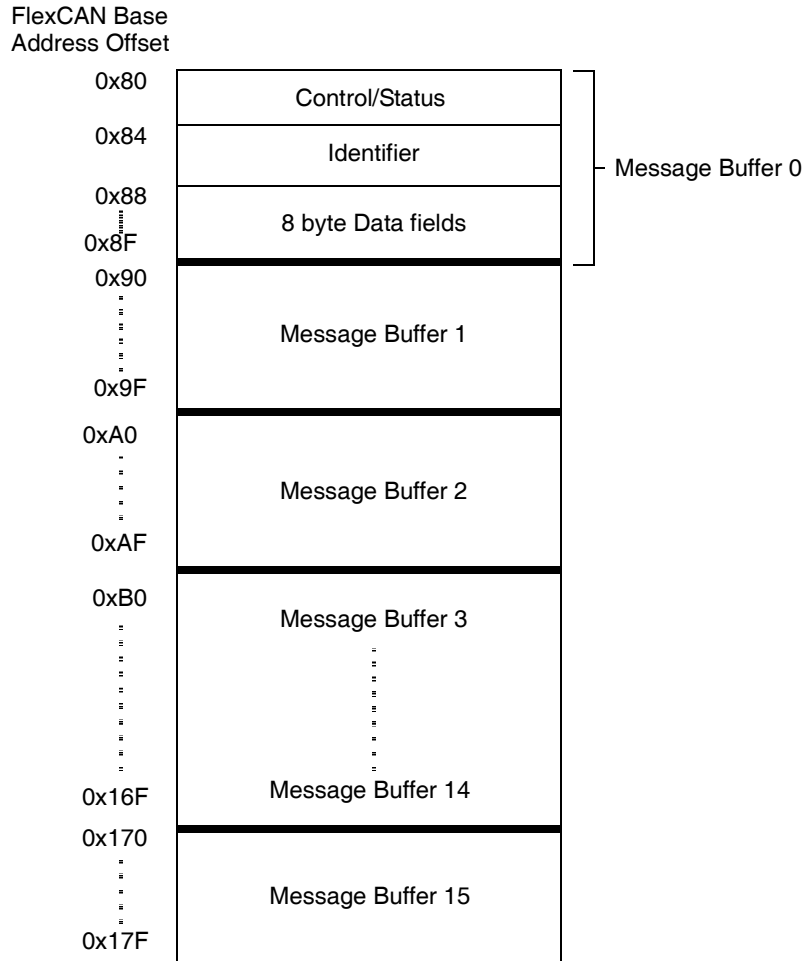 FlexCAN Base
Address Offset
0x80
Control/Status
0x84
Identifier
Message Buffer 0
0x88
8 byte Data fields
0x8F
0x90
Message Buffer 1
0x9F
0xA0
Message Buffer 2
0xAF
0xB0
Message Buffer 3
Message Buffer 14
0x16F
0x170
Message Buffer 15
0x17F